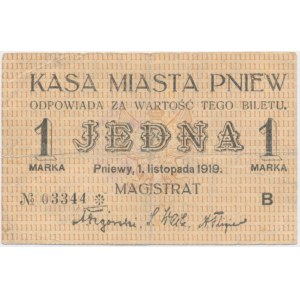 KASA MIASTA PNIEW
ODPOWIADA ZA WARTOŚĆ TEGO BILETU.
1 JEDNA 1
MARKA MARKA
Pniewy, 1. listopada 1919.
MAGISTRAT
№ 03344 * B